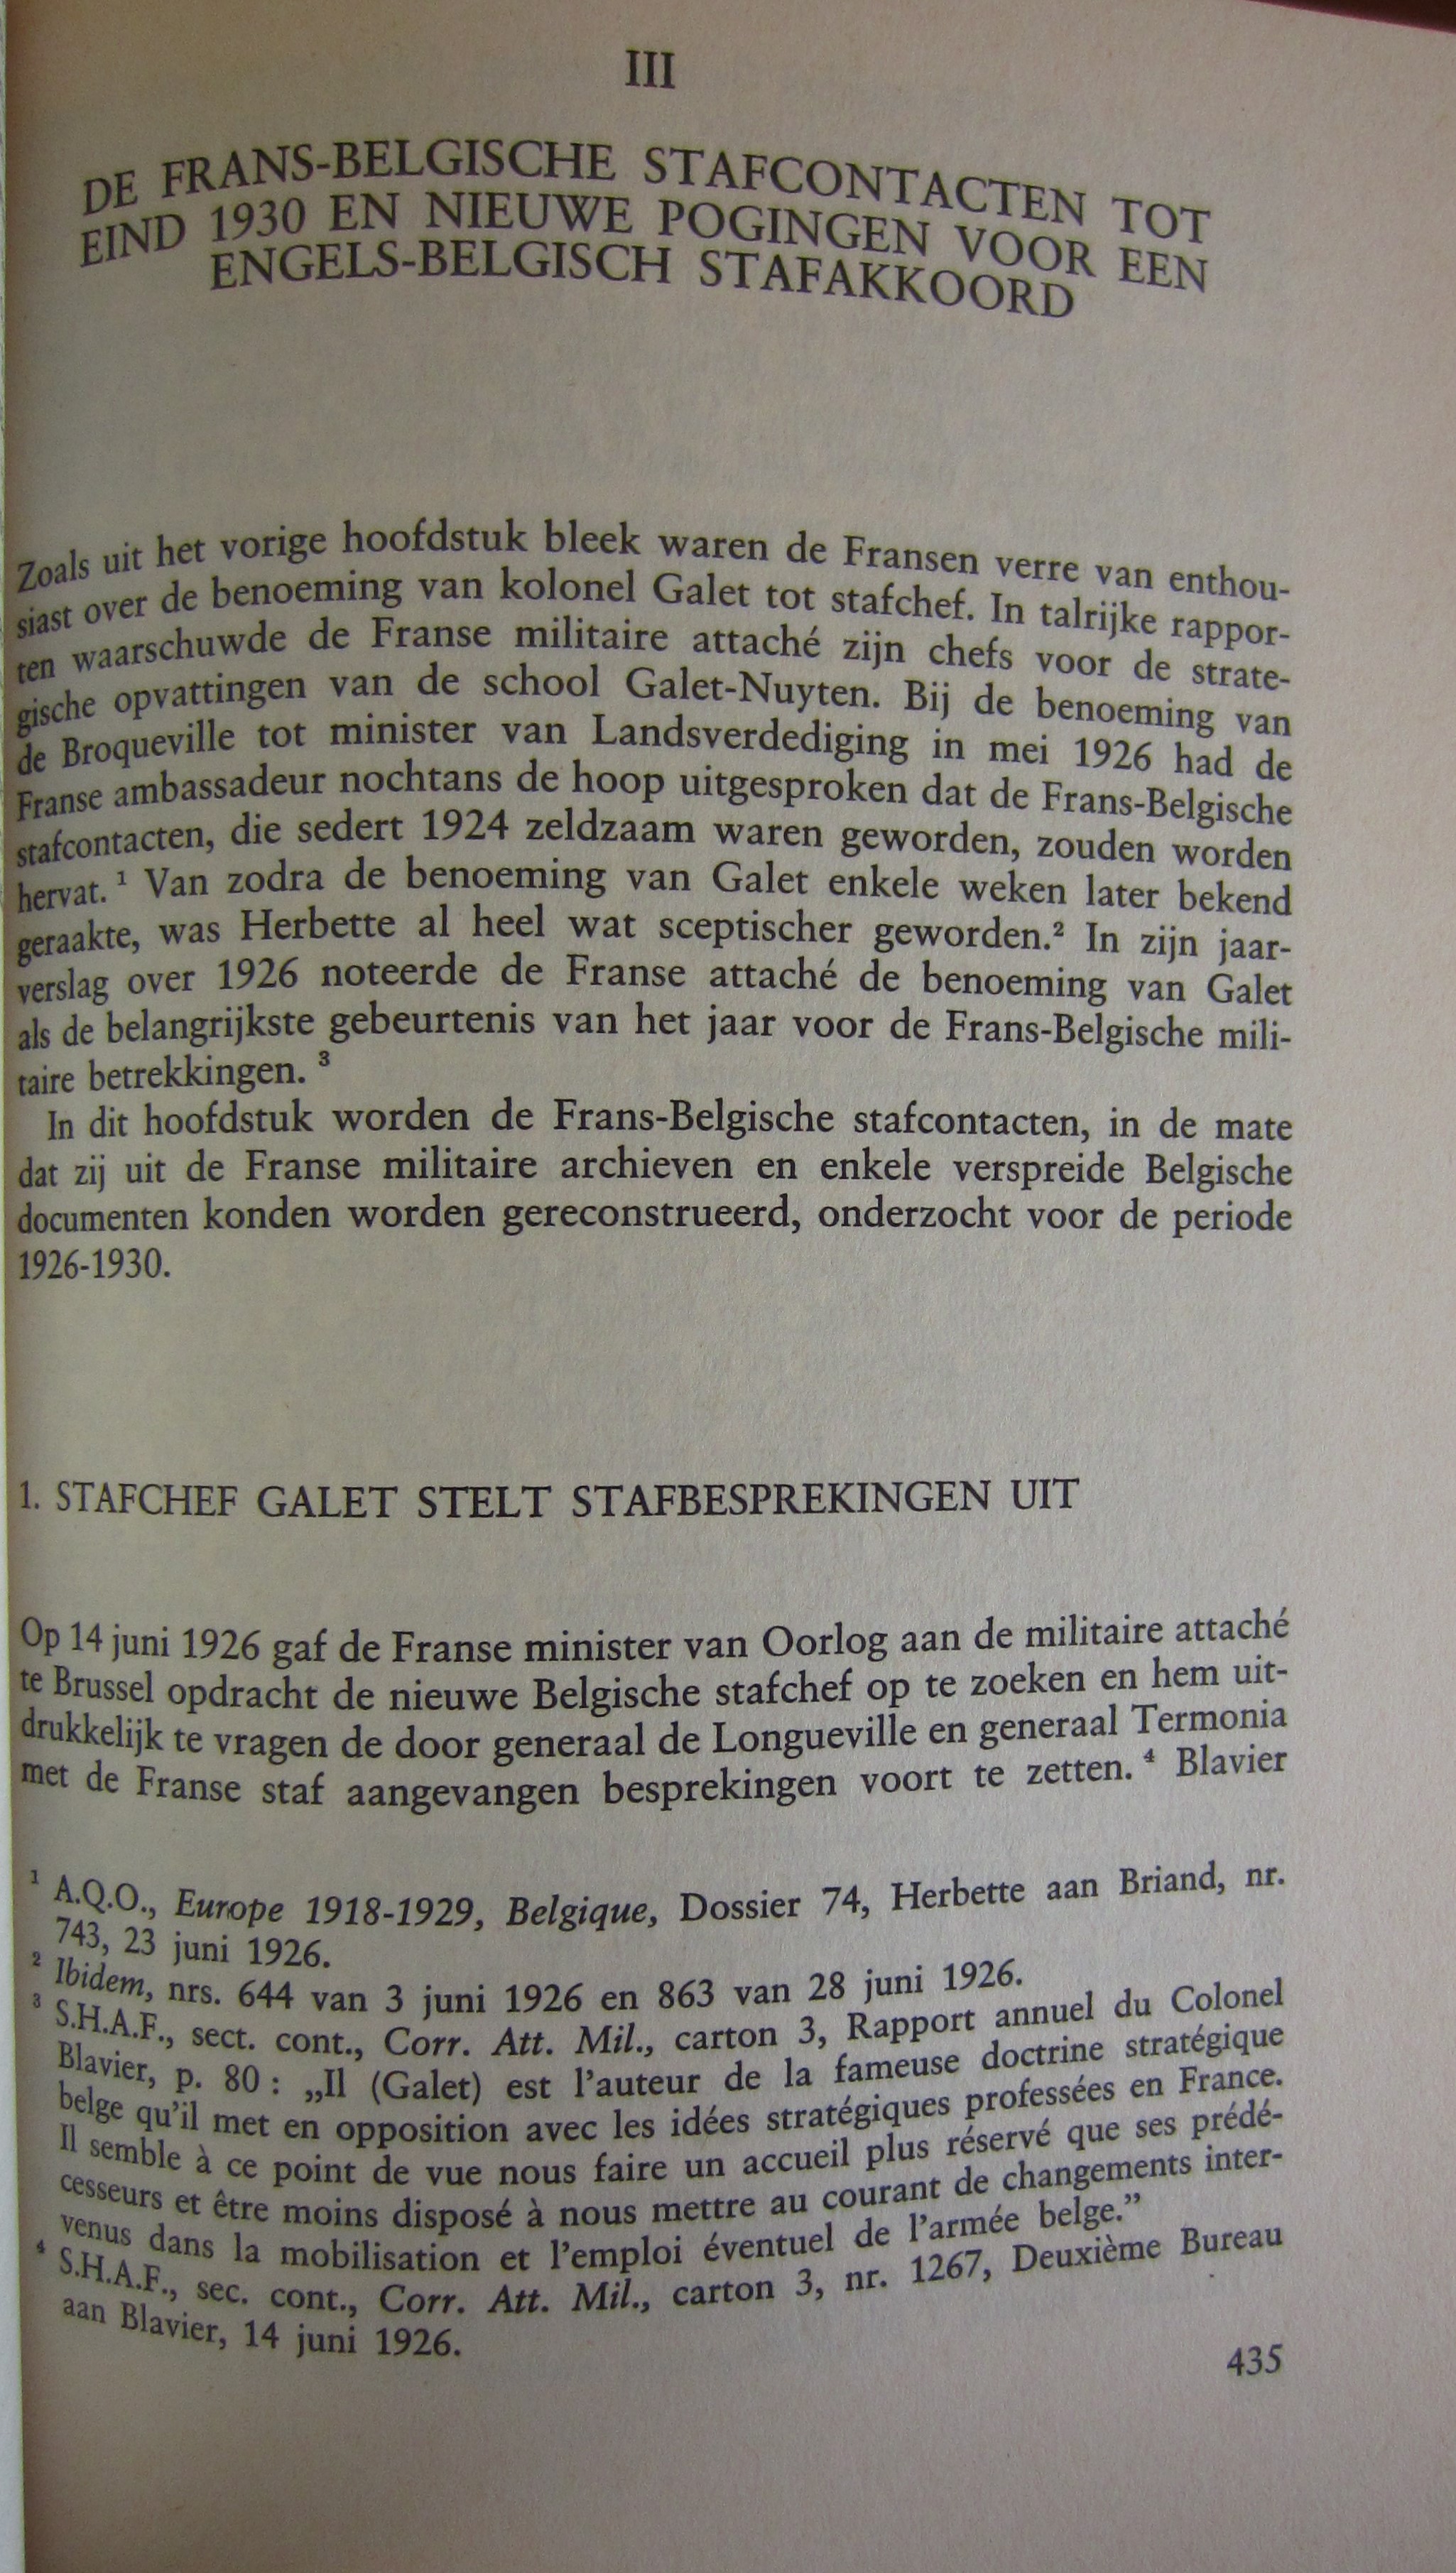 III
DE FRANS-BELGISCHE STAFCONTACTEN TOT
EIND 1930 EN NIEUWE POGINGEN VOOR EEN
ENGELS-BELGISCH STAFAKKOORD
Zoals uit het vorige hoofdstuk bleek waren de Fransen verre van enthou-
siast over de benoeming van kolonel Galet tot stafchef. In talrijke rappor-
ten waarschuwde de Franse militaire attaché zijn chefs voor de strate-
gische opvattingen van de school Galet-Nuyten. Bij de benoeming van
de Broqueville tot minister van Landsverdediging in mei 1926 had de
Franse ambassadeur nochtans de hoop uitgesproken dat de Frans-Belgische
stafcontacten, die sedert 1924 zeldzaam waren geworden, zouden worden
hervat. ¹ Van zodra de benoeming van Galet enkele weken later bekend
geraakte, was Herbette al heel wat sceptischer geworden.² In zijn jaar-
verslag over 1926 noteerde de Franse attaché de benoeming van Galet
als de belangrijkste gebeurtenis van het jaar voor de Frans-Belgische mili-
taire betrekkingen. ³
In dit hoofdstuk worden de Frans-Belgische stafcontacten, in de mate
dat zij uit de Franse militaire archieven en enkele verspreide Belgische
documenten konden worden gereconstrueerd, onderzocht voor de periode
1926-1930.
1. STAFCHEF GALET STELT STAFBESPREKINGEN UIT
Op 14 juni 1926 gaf de Franse minister van Oorlog aan de militaire attaché
te Brussel opdracht de nieuwe Belgische stafchef op te zoeken en hem uit-
drukkelijk te vragen de door generaal de Longueville en generaal Termonia
met de Franse staf aangevangen besprekingen voort te zetten. ⁴ Blavier
¹ A.Q.O., Europe 1918-1929, Belgique, Dossier 74, Herbette aan Briand, nr.
743, 23 juni 1926.
² Ibidem, nrs. 644 van 3 juni 1926 en 863 van 28 juni 1926.
³ S.H.A.F., sect. cont., Corr. Att. Mil., carton 3, Rapport annuel du Colonel
Blavier, p. 80 : „Il (Galet) est l'auteur de la fameuse doctrine stratégique
belge qu'il met en opposition avec les idées stratégiques professées en France.
Il semble à ce point de vue nous faire un accueil plus réservé que ses prédé-
cesseurs et être moins disposé à nous mettre au courant de changements inter-
venus dans la mobilisation et l'emploi éventuel de l'armée belge.”
⁴ S.H.A.F., sec. cont., Corr. Att. Mil., carton 3, nr. 1267, Deuxième Bureau
aan Blavier, 14 juni 1926.
435